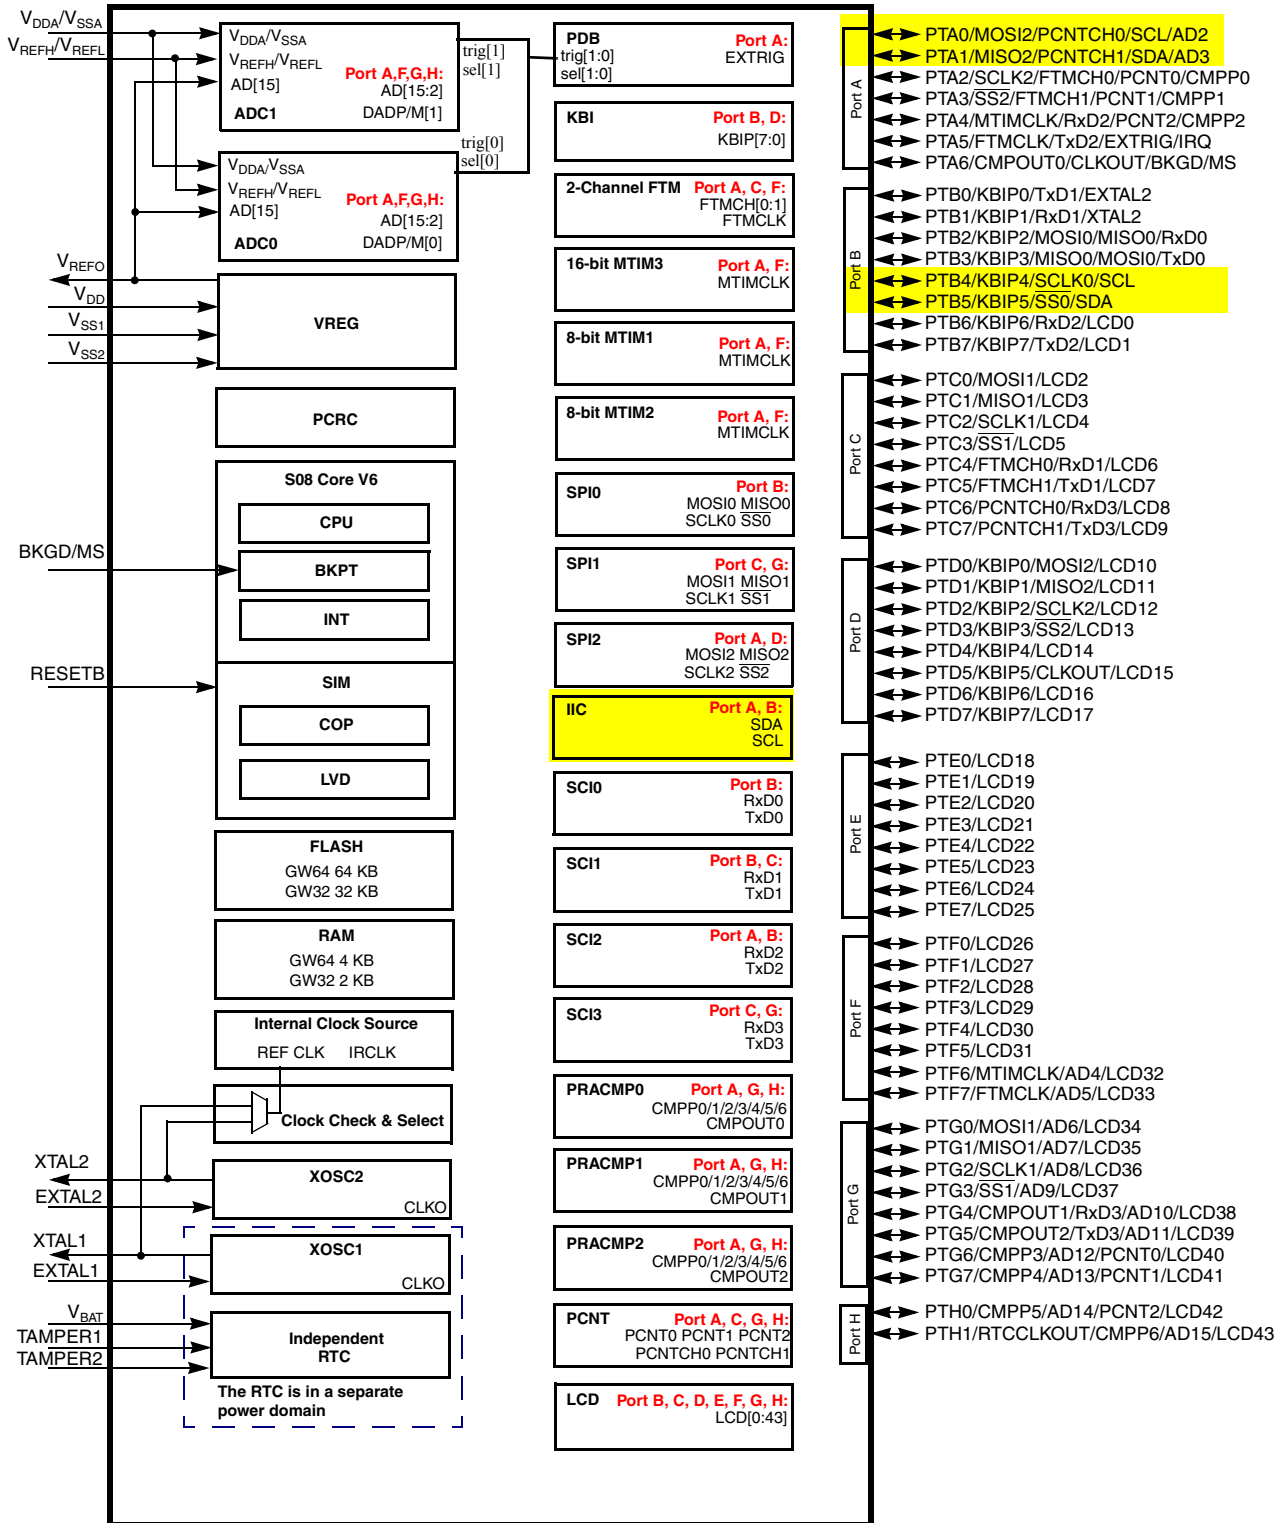 V_DDA/V_SSA
V_REFH/V_REFL
V_DDA/V_SSA
V_REFH/V_REFL
AD[15]
Port A,F,G,H:
AD[15:2]
ADC1
DADP/M[1]
trig[1]
sel[1]
trig[0]
sel[0]
V_DDA/V_SSA
V_REFH/V_REFL
AD[15]
Port A,F,G,H:
AD[15:2]
ADC0
DADP/M[0]
V_REFO
V_DD
V_SS1
V_SS2
VREG
PCRC
S08 Core V6
CPU
BKGD/MS
BKPT
INT
RESETB
SIM
COP
LVD
FLASH
GW64 64 KB
GW32 32 KB
RAM
GW64 4 KB
GW32 2 KB
Internal Clock Source
REF CLK IRCLK
Clock Check & Select
XTAL2
EXTAL2
XOSC2
CLKO
XTAL1
EXTAL1
XOSC1
CLKO
V_BAT
TAMPER1
TAMPER2
Independent
RTC
The RTC is in a separate
power domain
PDB
Port A:
trig[1:0]
EXTRIG
sel[1:0]
KBI
Port B, D:
KBIP[7:0]
2-Channel FTM
Port A, C, F:
FTMCH[0:1]
FTMCLK
16-bit MTIM3
Port A, F:
MTIMCLK
8-bit MTIM1
Port A, F:
MTIMCLK
8-bit MTIM2
Port A, F:
MTIMCLK
SPI0
Port B:
MOSI0 MISO0
SCLK0 SS0
SPI1
Port C, G:
MOSI1 MISO1
SCLK1 SS1
SPI2
Port A, D:
MOSI2 MISO2
SCLK2 SS2
IIC
Port A, B:
SDA
SCL
SCI0
Port B:
RxD0
TxD0
SCI1
Port B, C:
RxD1
TxD1
SCI2
Port A, B:
RxD2
TxD2
SCI3
Port C, G:
RxD3
TxD3
PRACMP0
Port A, G, H:
CMPP0/1/2/3/4/5/6
CMPOUT0
PRACMP1
Port A, G, H:
CMPP0/1/2/3/4/5/6
CMPOUT1
PRACMP2
Port A, G, H:
CMPP0/1/2/3/4/5/6
CMPOUT2
PCNT
Port A, C, G, H:
PCNT0 PCNT1 PCNT2
PCNTCH0 PCNTCH1
LCD
Port B, C, D, E, F, G, H:
LCD[0:43]
Port A
PTA0/MOSI2/PCNTCH0/SCL/AD2
PTA1/MISO2/PCNTCH1/SDA/AD3
PTA2/SCLK2/FTMCH0/PCNT0/CMPP0
PTA3/SS2/FTMCH1/PCNT1/CMPP1
PTA4/MTIMCLK/RxD2/PCNT2/CMPP2
PTA5/FTMCLK/TxD2/EXTRIG/IRQ
PTA6/CMPOUT0/CLKOUT/BKGD/MS
Port B
PTB0/KBIP0/TxD1/EXTAL2
PTB1/KBIP1/RxD1/XTAL2
PTB2/KBIP2/MOSI0/MISO0/RxD0
PTB3/KBIP3/MISO0/MOSI0/TxD0
PTB4/KBIP4/SCLK0/SCL
PTB5/KBIP5/SS0/SDA
PTB6/KBIP6/RxD2/LCD0
PTB7/KBIP7/TxD2/LCD1
Port C
PTC0/MOSI1/LCD2
PTC1/MISO1/LCD3
PTC2/SCLK1/LCD4
PTC3/SS1/LCD5
PTC4/FTMCH0/RxD1/LCD6
PTC5/FTMCH1/TxD1/LCD7
PTC6/PCNTCH0/RxD3/LCD8
PTC7/PCNTCH1/TxD3/LCD9
Port D
PTD0/KBIP0/MOSI2/LCD10
PTD1/KBIP1/MISO2/LCD11
PTD2/KBIP2/SCLK2/LCD12
PTD3/KBIP3/SS2/LCD13
PTD4/KBIP4/LCD14
PTD5/KBIP5/CLKOUT/LCD15
PTD6/KBIP6/LCD16
PTD7/KBIP7/LCD17
Port E
PTE0/LCD18
PTE1/LCD19
PTE2/LCD20
PTE3/LCD21
PTE4/LCD22
PTE5/LCD23
PTE6/LCD24
PTE7/LCD25
Port F
PTF0/LCD26
PTF1/LCD27
PTF2/LCD28
PTF3/LCD29
PTF4/LCD30
PTF5/LCD31
PTF6/MTIMCLK/AD4/LCD32
PTF7/FTMCLK/AD5/LCD33
Port G
PTG0/MOSI1/AD6/LCD34
PTG1/MISO1/AD7/LCD35
PTG2/SCLK1/AD8/LCD36
PTG3/SS1/AD9/LCD37
PTG4/CMPOUT1/RxD3/AD10/LCD38
PTG5/CMPOUT2/TxD3/AD11/LCD39
PTG6/CMPP3/AD12/PCNT0/LCD40
PTG7/CMPP4/AD13/PCNT1/LCD41
Port H
PTH0/CMPP5/AD14/PCNT2/LCD42
PTH1/RTCCLKOUT/CMPP6/AD15/LCD43